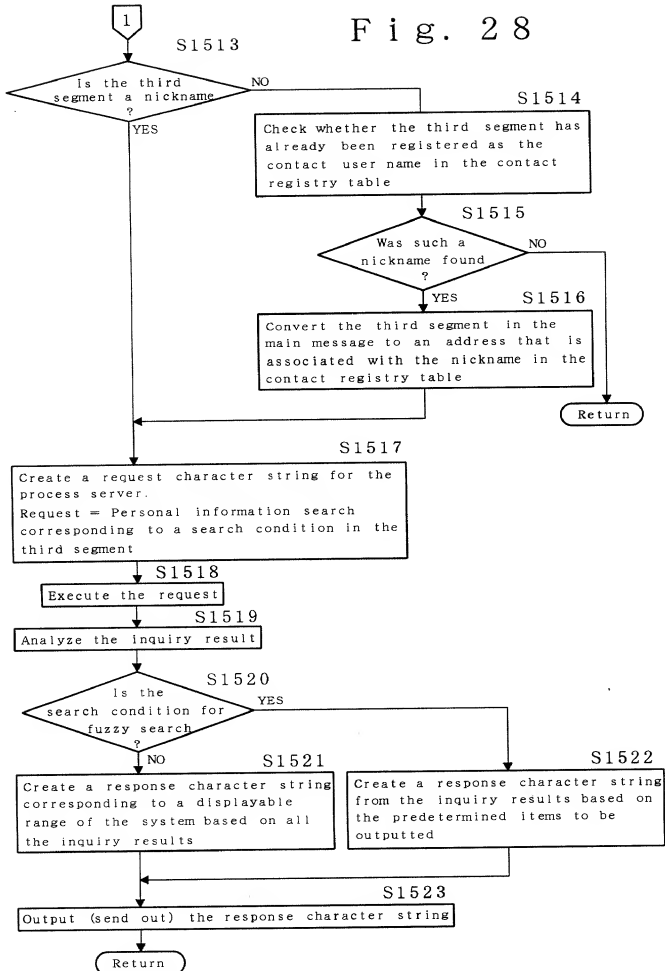 Fig. 28
1
S1513
Is the third
segment a nickname
?
NO
YES
S1514
Check whether the third segment has
already been registered as the
contact user name in the contact
registry table
S1515
Was such a
nickname found
?
NO
YES
S1516
Convert the third segment in the
main message to an address that is
associated with the nickname in the
contact registry table
Return
S1517
Create a request character string for the
process server.
Request = Personal information search
corresponding to a search condition in the
third segment
S1518
Execute the request
S1519
Analyze the inquiry result
S1520
Is the
search condition for
fuzzy search
?
YES
NO
S1521
Create a response character string
corresponding to a displayable
range of the system based on all
the inquiry results
S1522
Create a response character string
from the inquiry results based on
the predetermined items to be
outputted
S1523
Output (send out) the response character string
Return